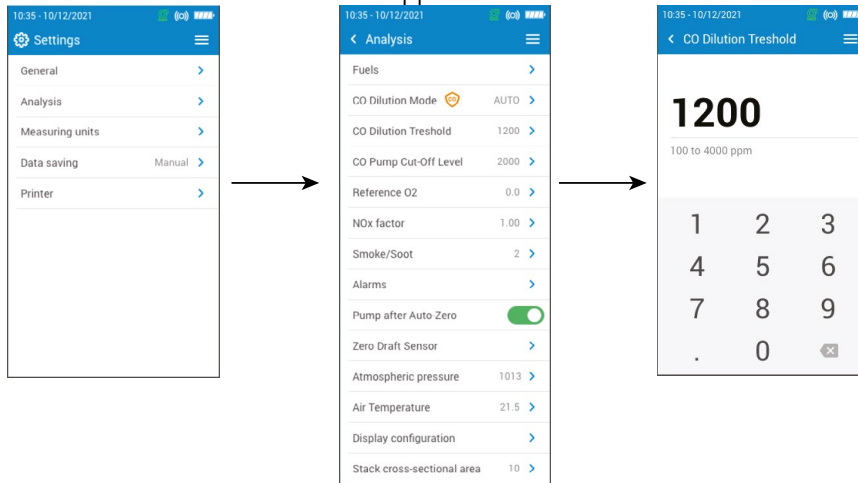 10:35 - 10/12/2021
Settings
General
Analysis
Measuring units
Data saving Manual
Printer
10:35 - 10/12/2021
Analysis
Fuels
CO Dilution Mode CO AUTO
CO Dilution Treshold 1200
CO Pump Cut-Off Level 2000
Reference O2 0.0
NOx factor 1.00
Smoke/Soot 2
Alarms
Pump after Auto Zero
Zero Draft Sensor
Atmospheric pressure 1013
Air Temperature 21.5
Display configuration
Stack cross-sectional area 10
10:35 - 10/12/2021
CO Dilution Treshold
1200
100 to 4000 ppm
1 2 3
4 5 6
7 8 9
. 0